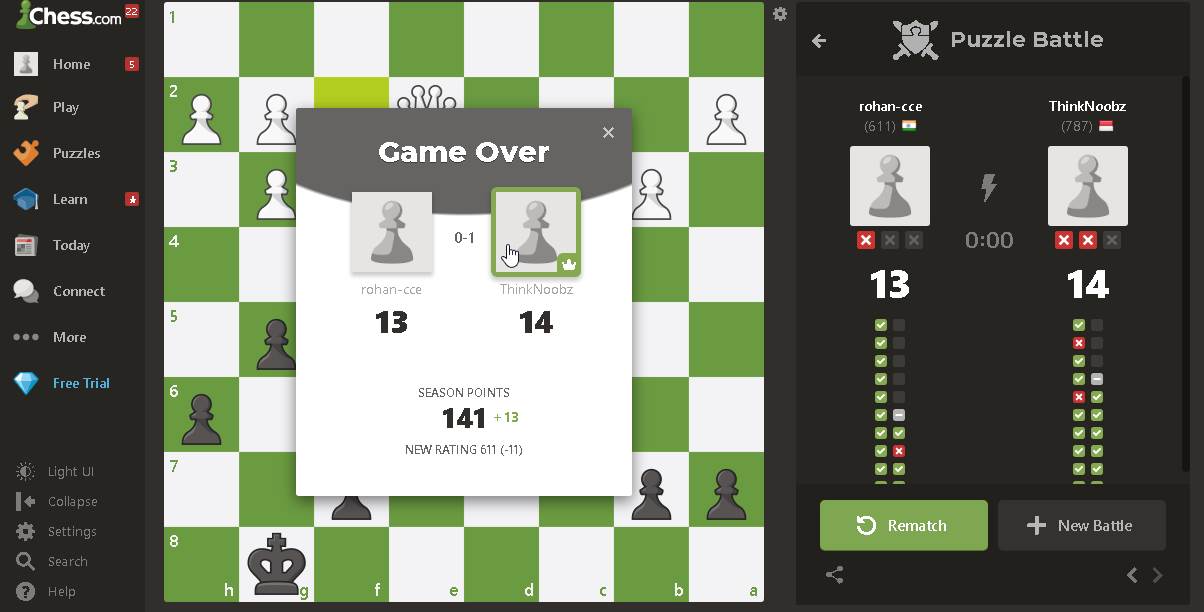 Chess.com 22
Home 5
Play
Puzzles
Learn
Today
Connect
More
Free Trial
Light UI
Collapse
Settings
Search
Help
1
2
3
4
5
6
7
8
h g f e d c b a
Game Over
0-1
rohan-cce ThinkNoobz
13 14
SEASON POINTS
141 +13
NEW RATING 611 (-11)
Puzzle Battle
rohan-cce ThinkNoobz
(611) (787)
0:00
13 14
Rematch New Battle